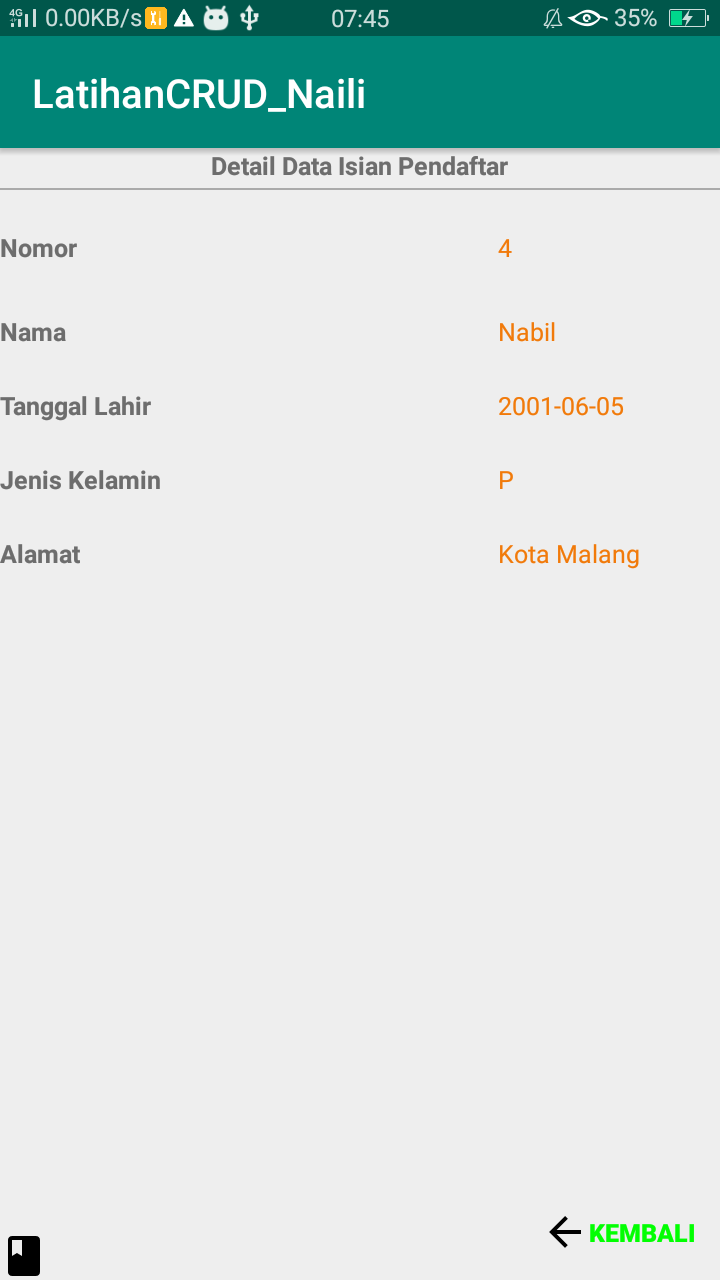 4G 0.00KB/s 07:45 35%
LatihanCRUD_Naili
Detail Data Isian Pendaftar
Nomor 4
Nama Nabil
Tanggal Lahir 2001-06-05
Jenis Kelamin P
Alamat Kota Malang
KEMBALI